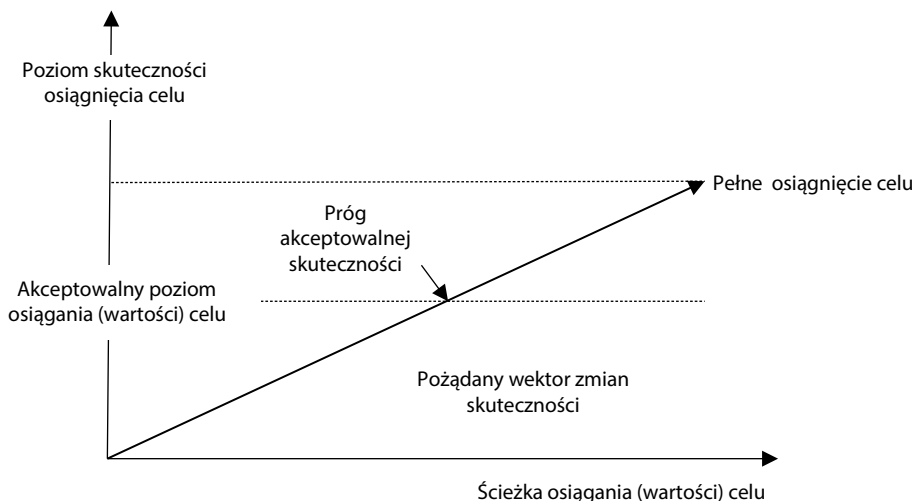 Poziom skuteczności
osiągnięcia celu
Pełne osiągnięcie celu
Próg
akceptowalnej
skuteczności
Akceptowalny poziom
osiągania (wartości) celu
Pożądany wektor zmian
skuteczności
Ścieżka osiągania (wartości) celu